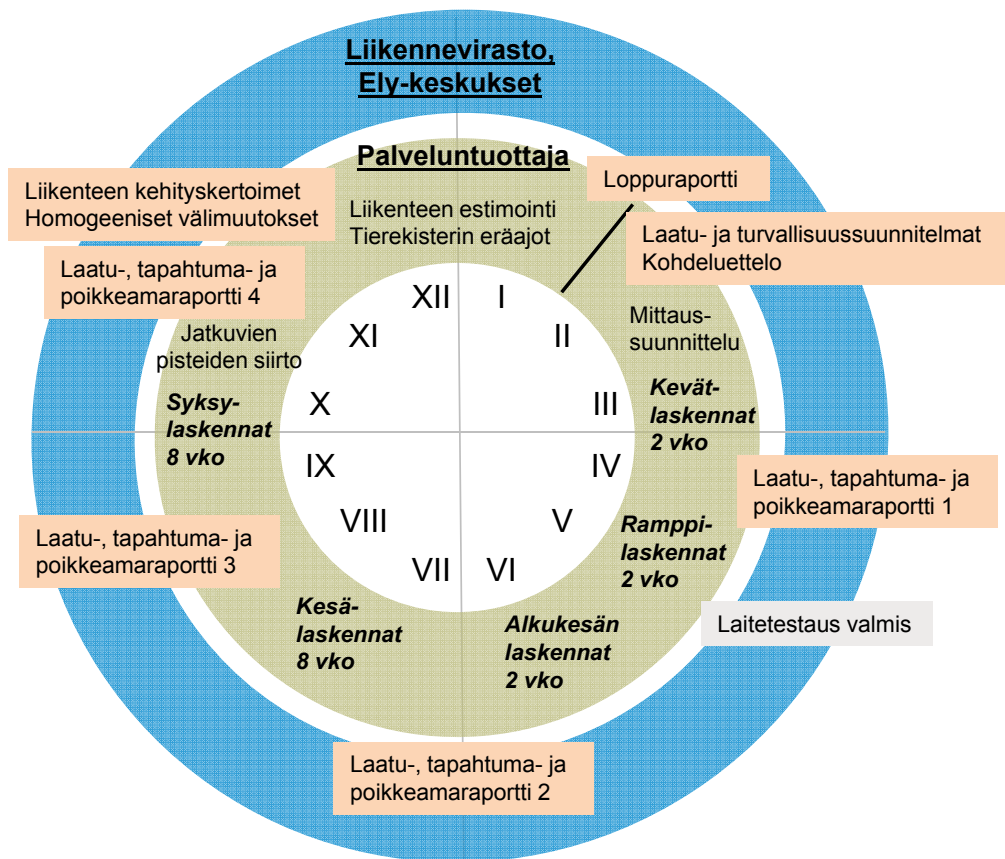 Liikennevirasto,
Ely-keskukset
Palveluntuottaja
Liikenteen estimointi
Tierekisterin eräajot
Loppuraportti
Laatu- ja turvallisuussuunnitelmat
Kohdeluettelo
Liikenteen kehityskertoimet
Homogeeniset välimuutokset
Laatu-, tapahtuma- ja
poikkeamaraportti 4
Jatkuvien
pisteiden siirto
Syksy-
laskennat
8 vko
Mittaus-
suunnittelu
Kevät-
laskennat
2 vko
XII
I
XI
II
X
III
IX
IV
VIII
V
VII
VI
Laatu-, tapahtuma- ja
poikkeamaraportti 1
Ramppi-
laskennat
2 vko
Laatu-, tapahtuma- ja
poikkeamaraportti 3
Laitetestaus valmis
Kesä-
laskennat
8 vko
Alkukesän
laskennat
2 vko
Laatu-, tapahtuma- ja
poikkeamaraportti 2